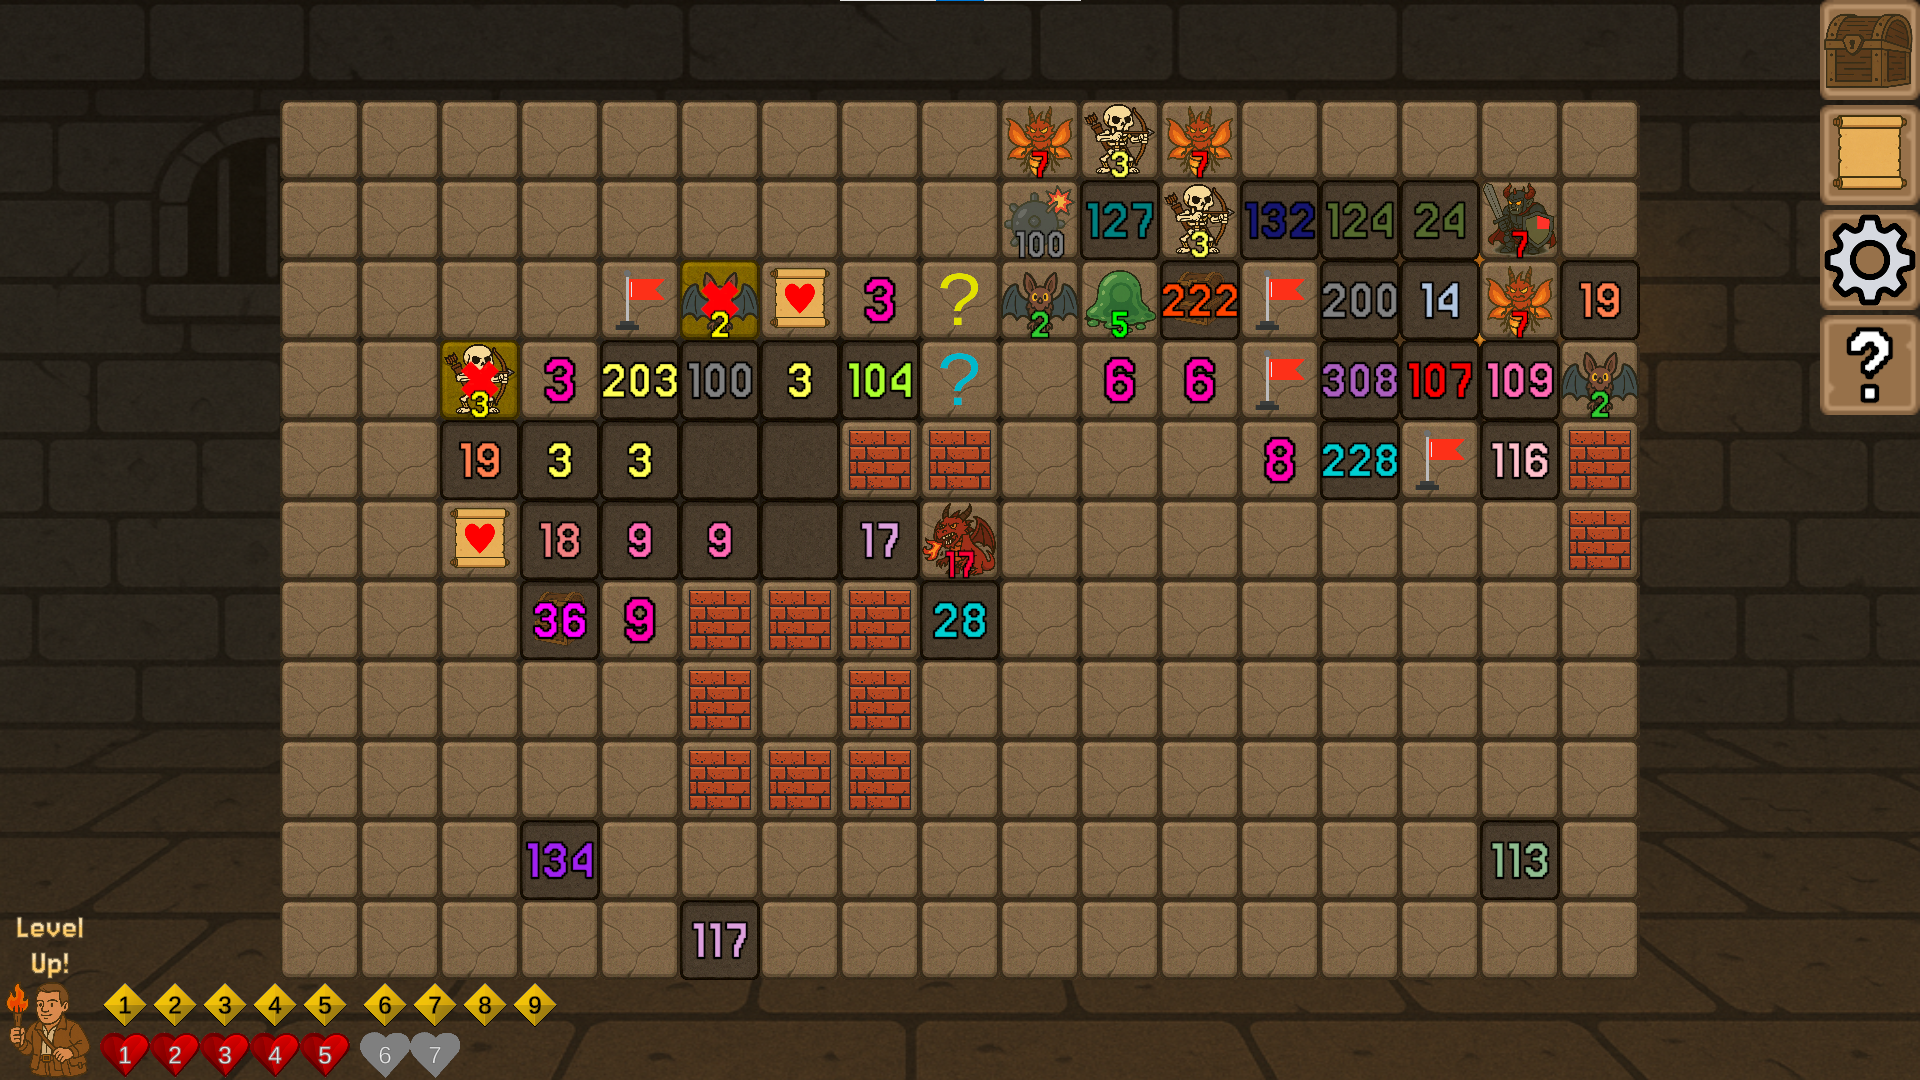 7 3 7
100 127 3 132 124 24 7
2 3 ? 2 5 222 200 14 7 19
3 3 203 100 3 104 ? 6 6 308 107 109 2
19 3 3 8 228 116
18 9 9 17 17
36 9 28
134 113
117
Level
Up!
1 2 3 4 5 6 7 8 9
1 2 3 4 5 6 7
?